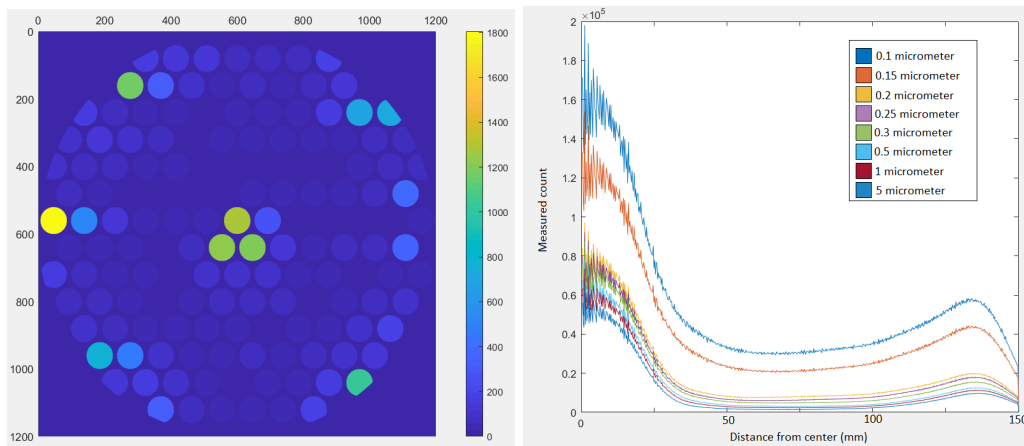 200 400 600 800 1000 1200
0
200
400
600
800
1000
1200
1800
1600
1400
1200
1000
800
600
400
200
0
×10⁵
2
1.8
1.6
1.4
1.2
1
0.8
0.6
0.4
0.2
0
Measured count
0.1 micrometer
0.15 micrometer
0.2 micrometer
0.25 micrometer
0.3 micrometer
0.5 micrometer
1 micrometer
5 micrometer
0 50 100 150
Distance from center (mm)